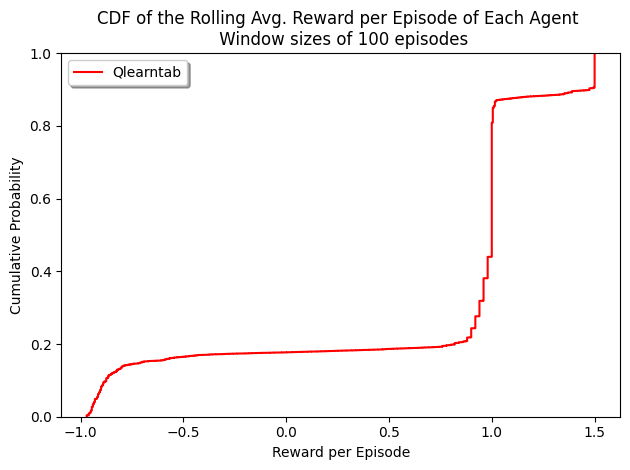 CDF of the Rolling Avg. Reward per Episode of Each Agent
Window sizes of 100 episodes
Qlearntab
Cumulative Probability
1.0
0.8
0.6
0.4
0.2
0.0
−1.0 −0.5 0.0 0.5 1.0 1.5
Reward per Episode